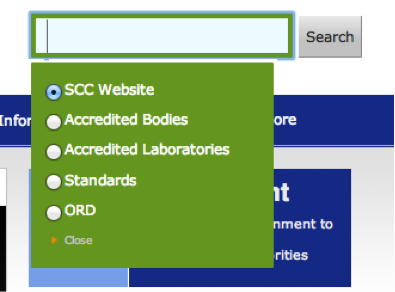 Search
SCC Website
Infor
Accredited Bodies
ore
Accredited Laboratories
Standards
nt
ORD
nment to
Close
rities